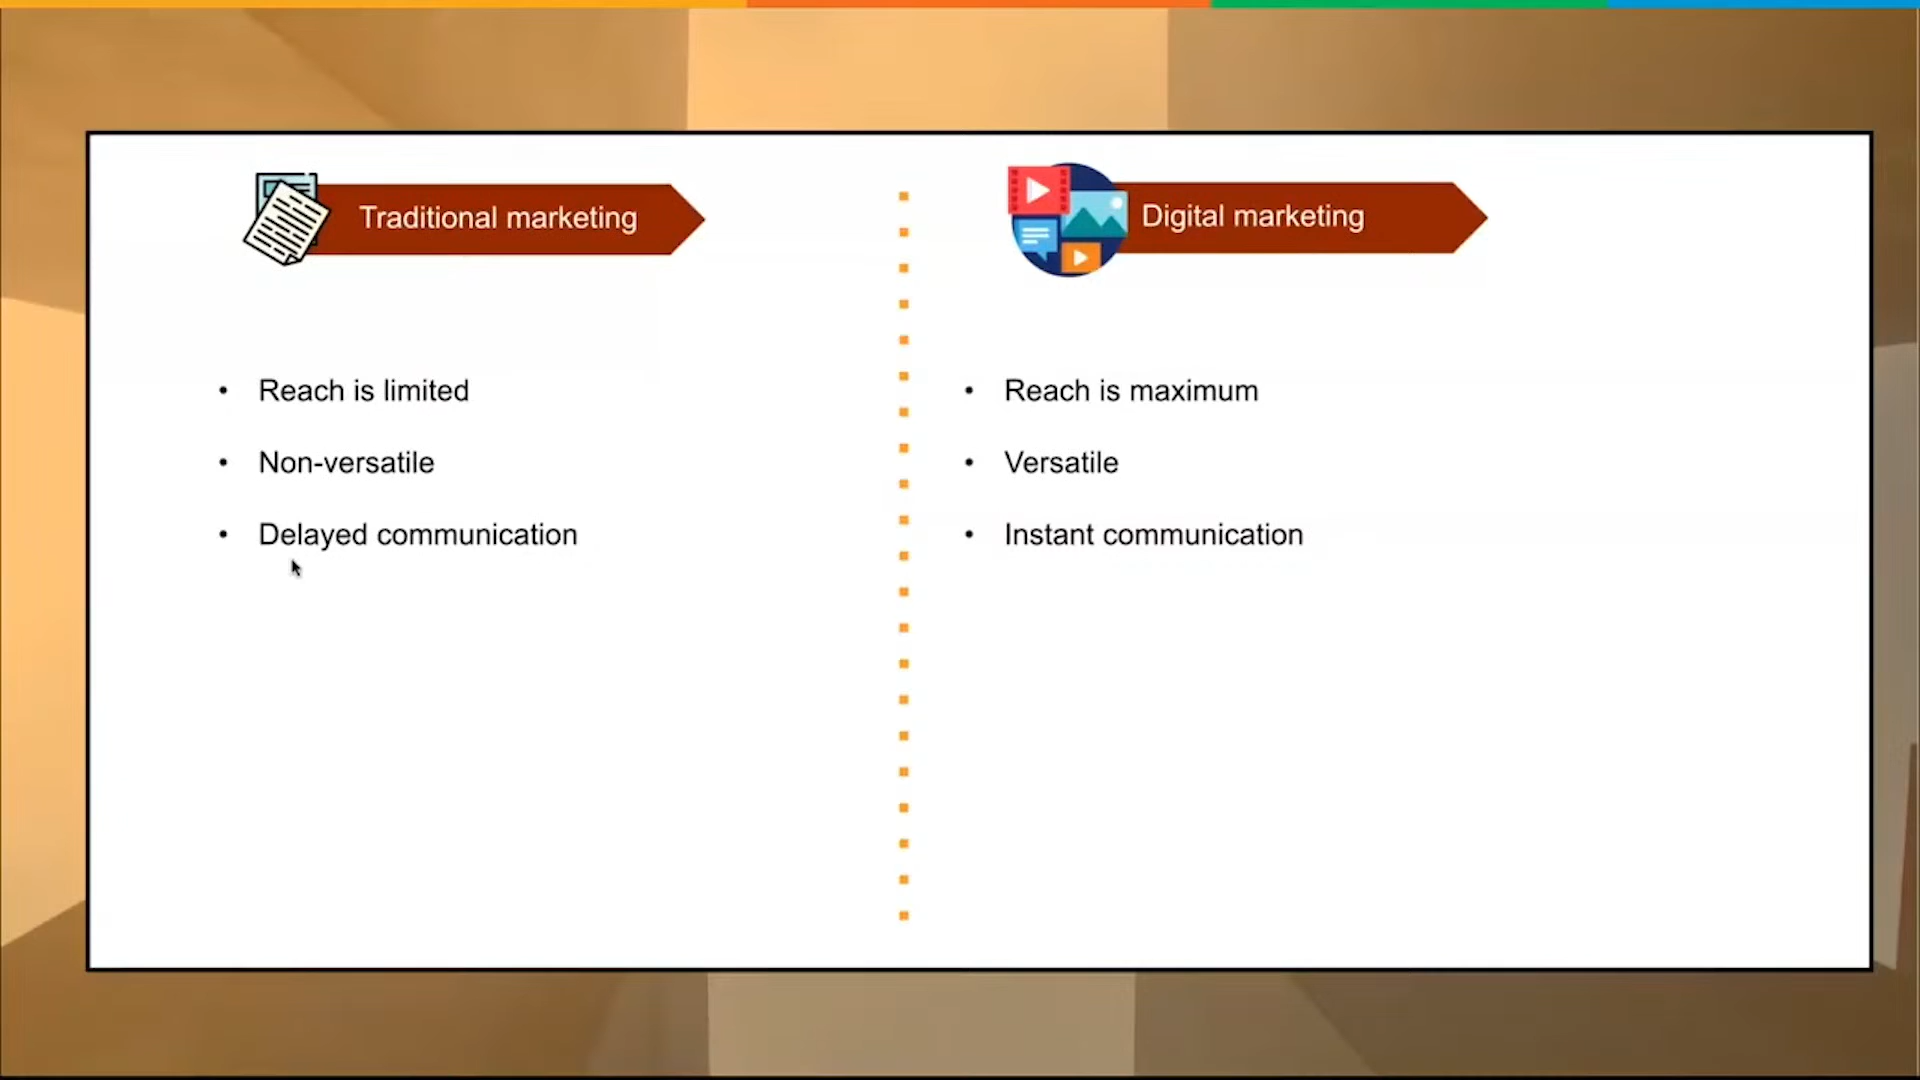 Traditional marketing
• Reach is limited
• Non-versatile
• Delayed communication
Digital marketing
• Reach is maximum
• Versatile
• Instant communication